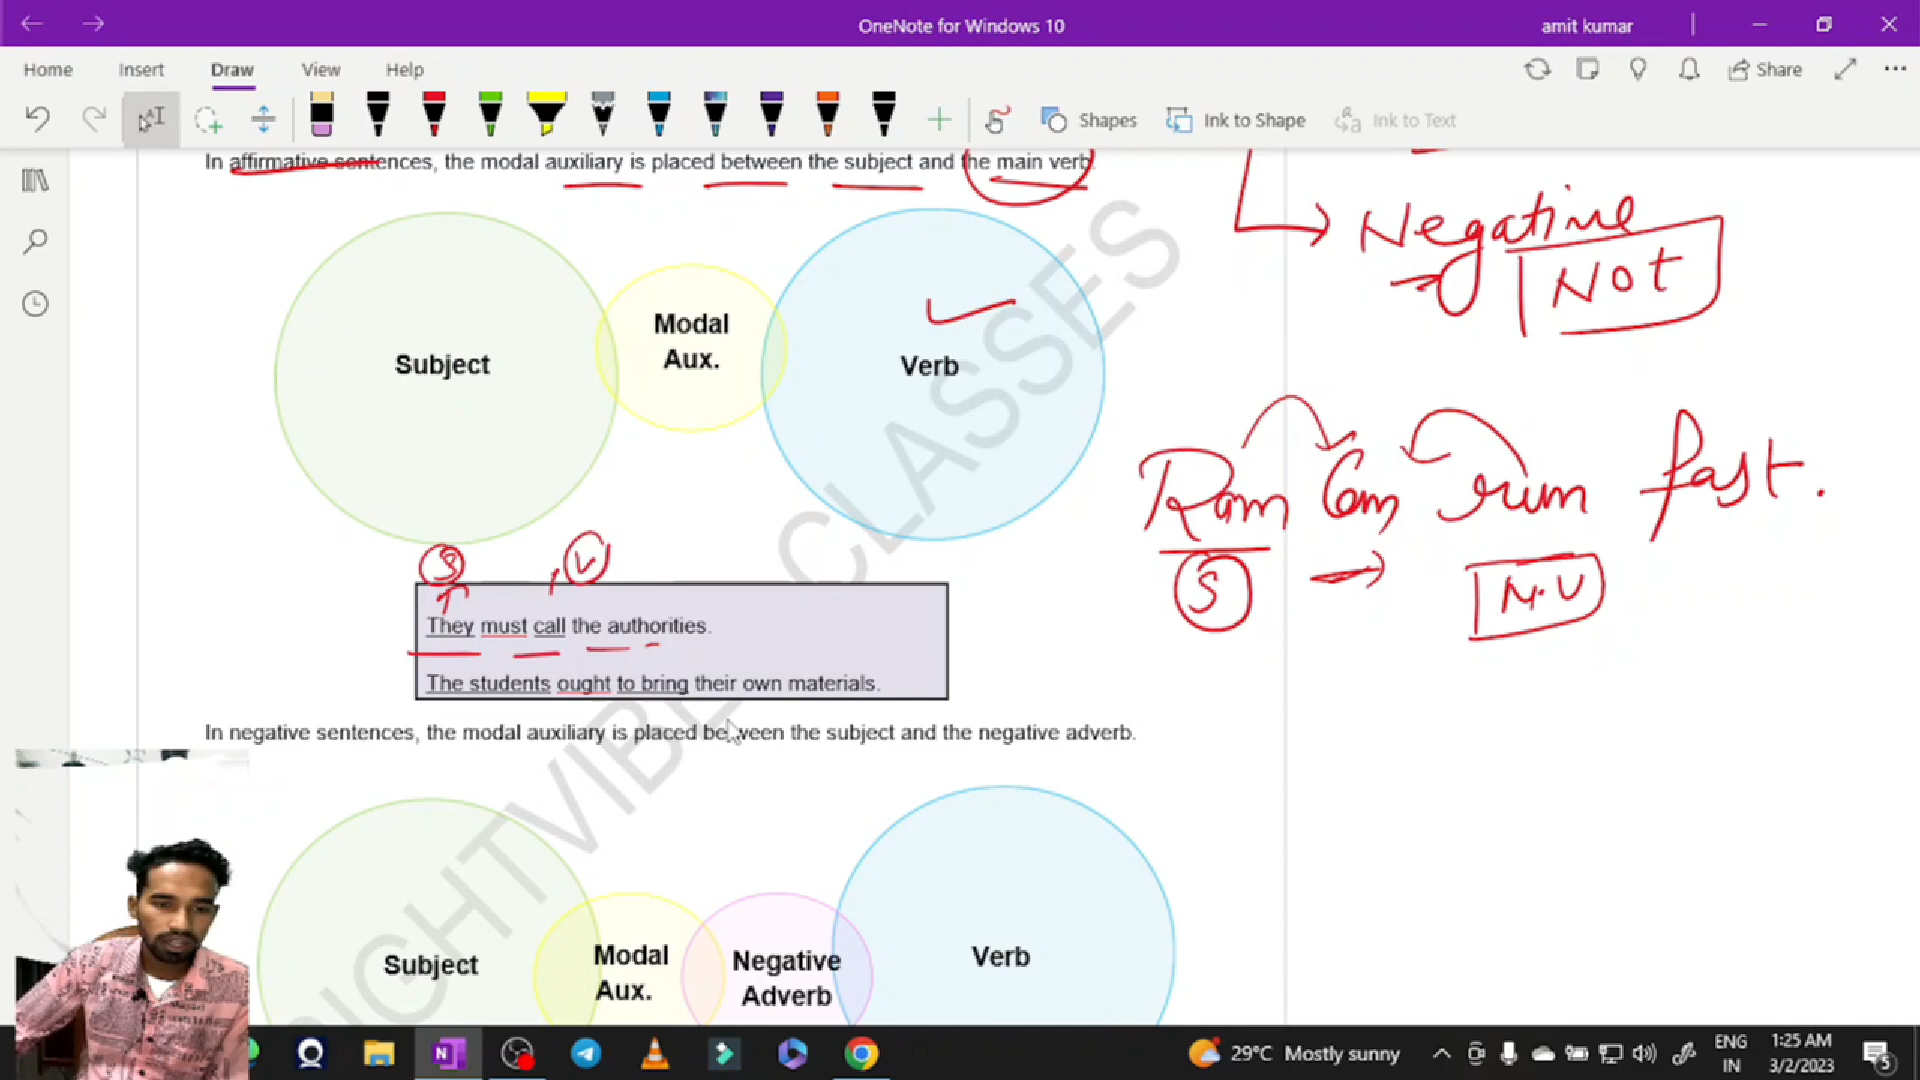 OneNote for Windows 10
amit kumar
Home Insert Draw View Help
Share
Shapes
Ink to Shape
Ink to Text
In affirmative sentences, the modal auxiliary is placed between the subject and the main verb.
Subject
Modal
Aux.
Verb
Negative
NOt
Ram Can run fast.
S
M.V
S
V
They must call the authorities.
The students ought to bring their own materials.
In negative sentences, the modal auxiliary is placed between the subject and the negative adverb.
Subject
Modal
Aux.
Negative
Adverb
Verb
IGHTVIBE CLASSES
29°C Mostly sunny
ENG
IN
1:25 AM
3/2/2023
5